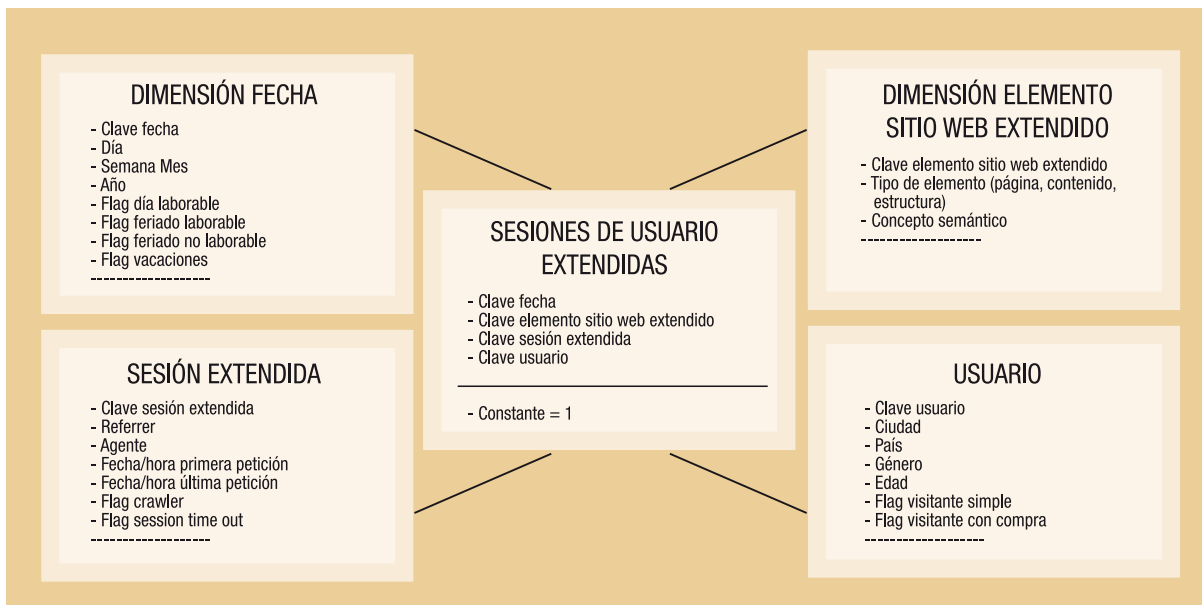 DIMENSIÓN FECHA
- Clave fecha
- Día
- Semana Mes
- Año
- Flag día laborable
- Flag feriado laborable
- Flag feriado no laborable
- Flag vacaciones
-------------------
SESIÓN EXTENDIDA
- Clave sesión extendida
- Referrer
- Agente
- Fecha/hora primera petición
- Fecha/hora última petición
- Flag crawler
- Flag session time out
-------------------
SESIONES DE USUARIO
EXTENDIDAS
- Clave fecha
- Clave elemento sitio web extendido
- Clave sesión extendida
- Clave usuario
- Constante = 1
DIMENSIÓN ELEMENTO
SITIO WEB EXTENDIDO
- Clave elemento sitio web extendido
- Tipo de elemento (página, contenido,
estructura)
- Concepto semántico
-------------------
USUARIO
- Clave usuario
- Ciudad
- País
- Género
- Edad
- Flag visitante simple
- Flag visitante con compra
-------------------